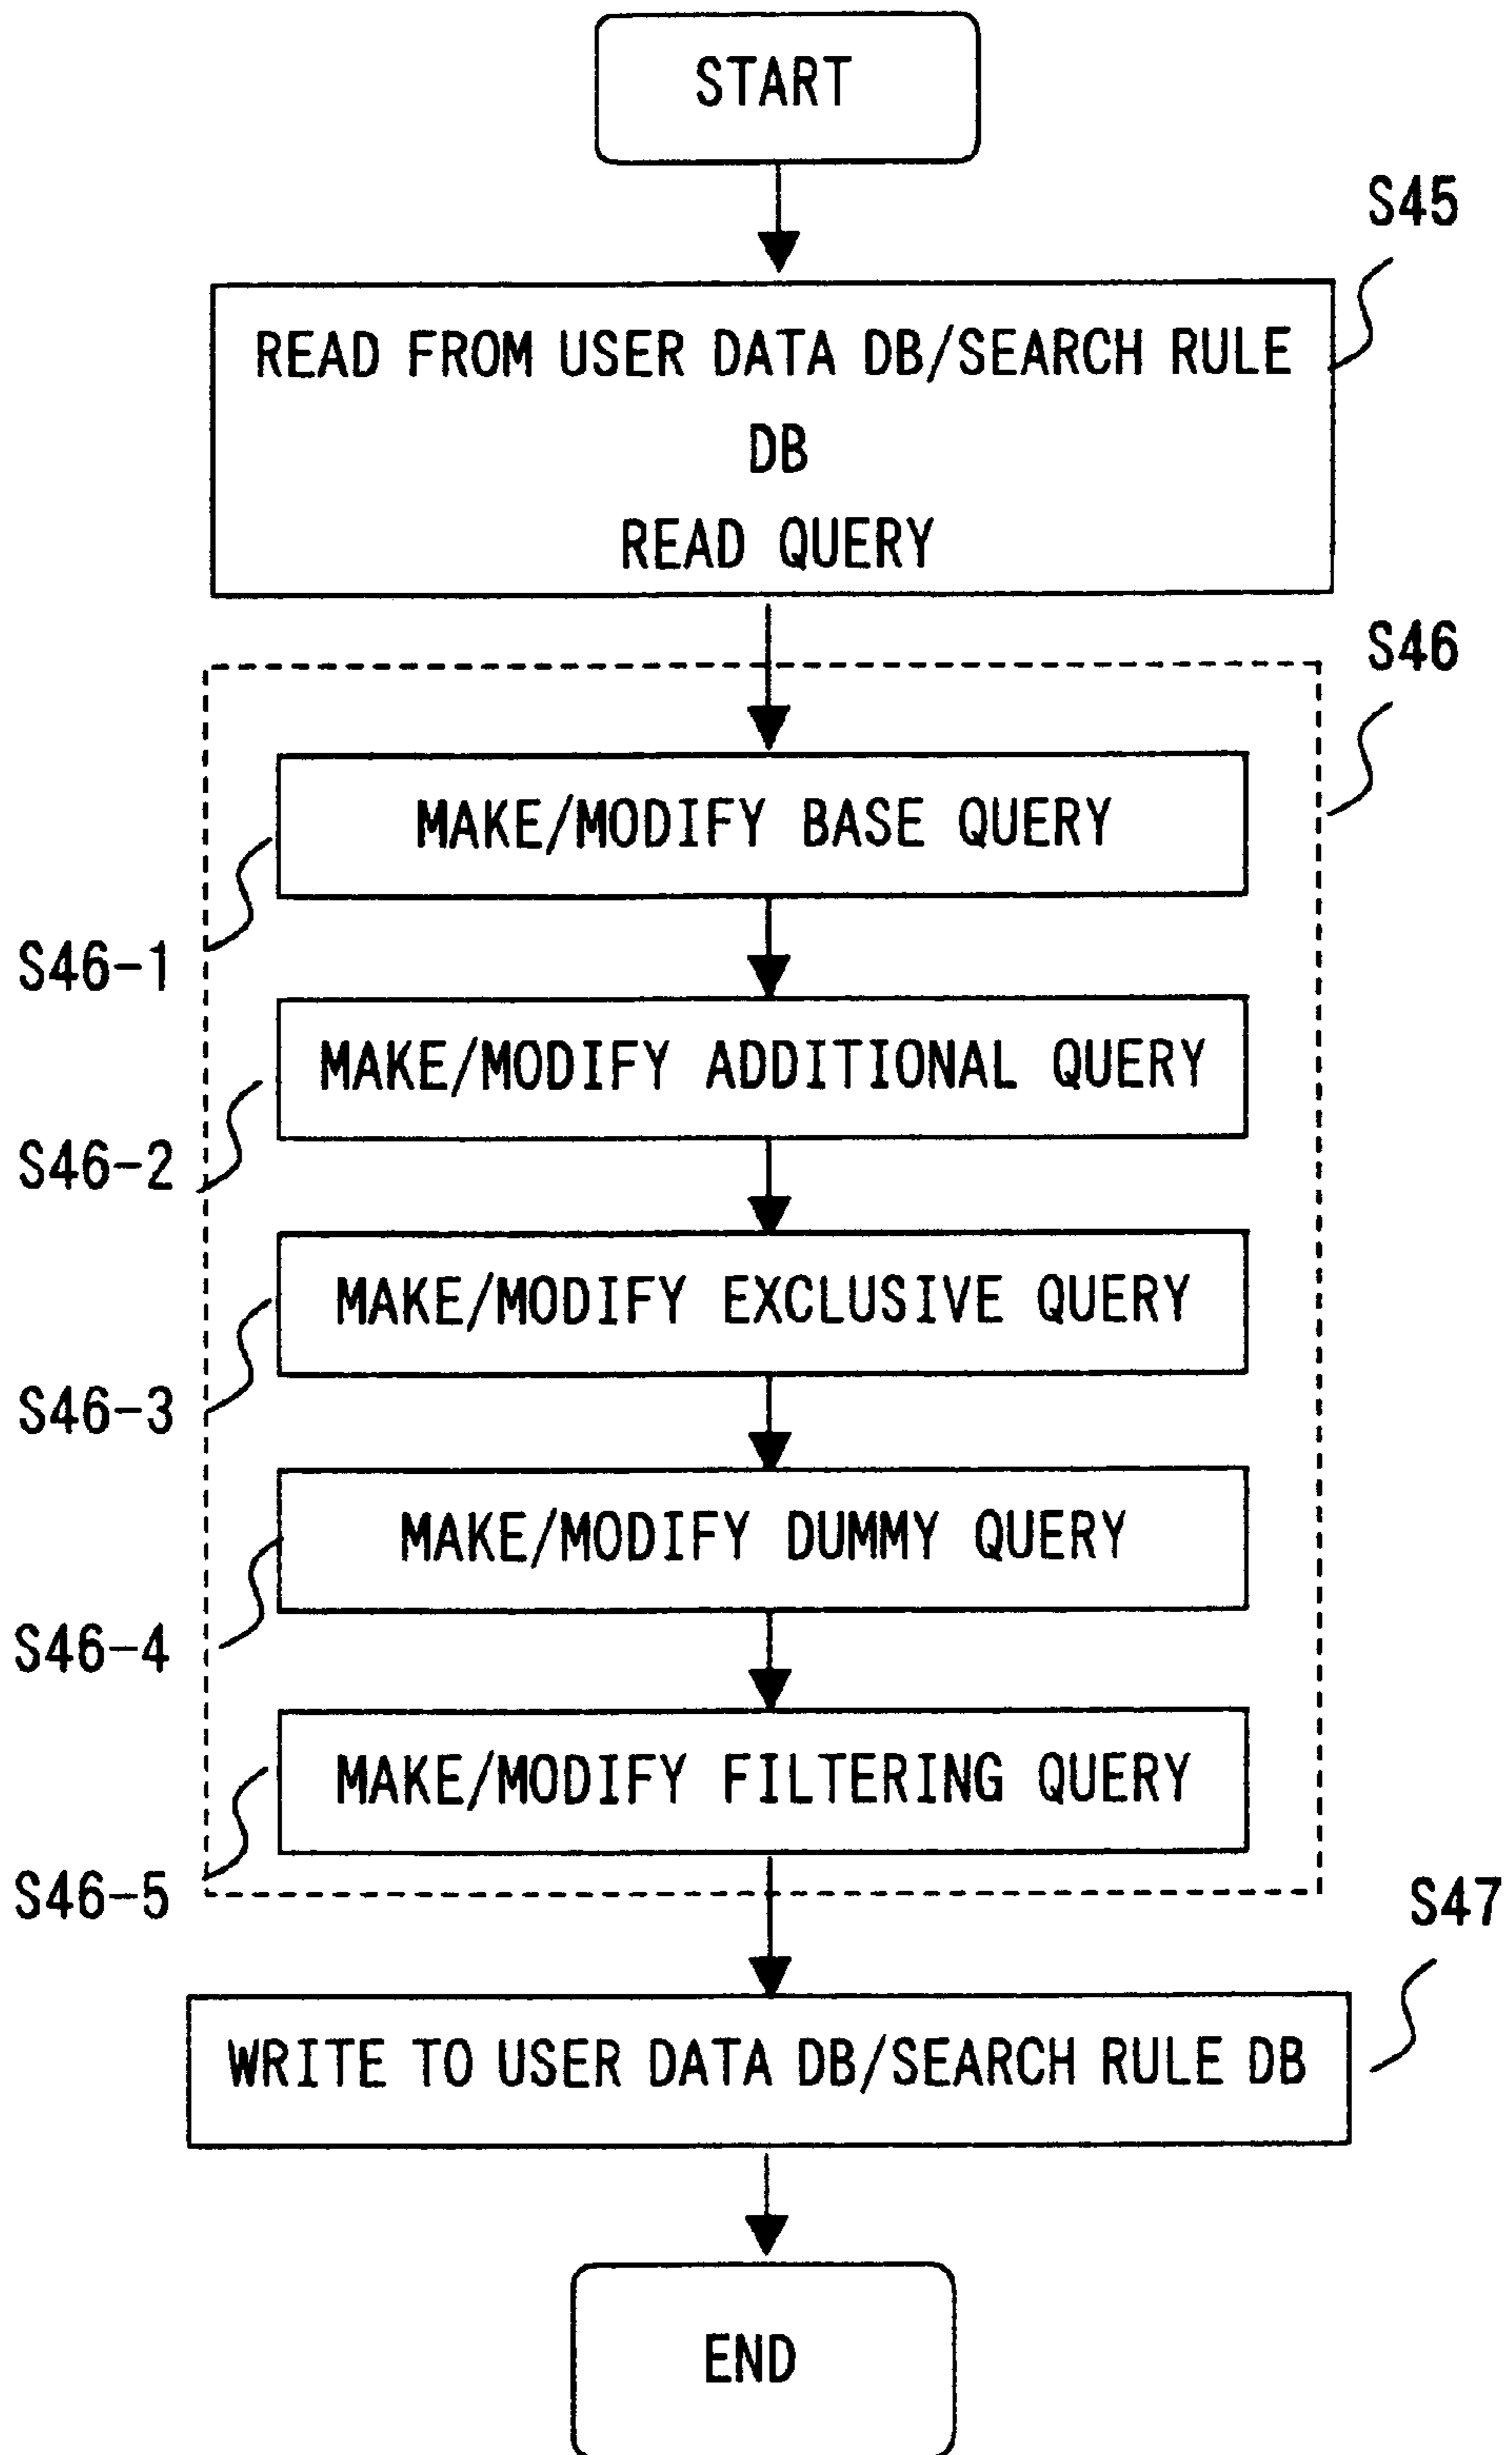 START
S45
READ FROM USER DATA DB/SEARCH RULE
DB
READ QUERY
S46
MAKE/MODIFY BASE QUERY
S46-1
MAKE/MODIFY ADDITIONAL QUERY
S46-2
MAKE/MODIFY EXCLUSIVE QUERY
S46-3
MAKE/MODIFY DUMMY QUERY
S46-4
MAKE/MODIFY FILTERING QUERY
S46-5
S47
WRITE TO USER DATA DB/SEARCH RULE DB
END